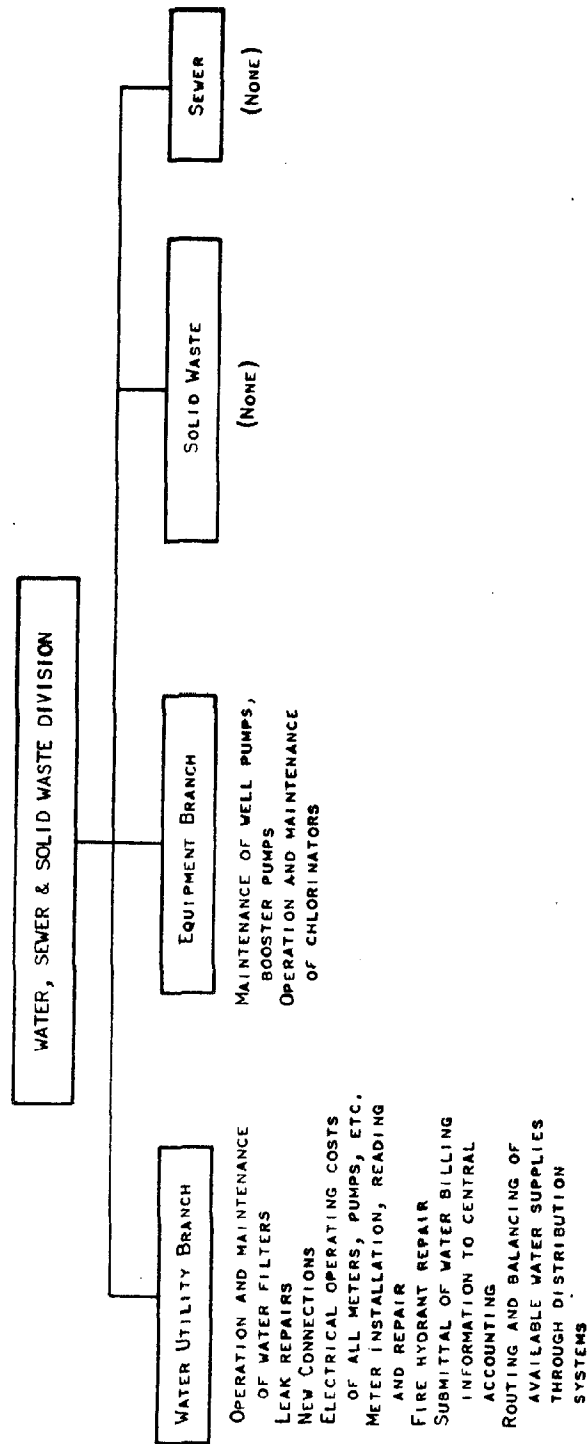 WATER, SEWER & SOLID WASTE DIVISION
WATER UTILITY BRANCH
OPERATION AND MAINTENANCE
OF WATER FILTERS
LEAK REPAIRS
NEW CONNECTIONS
ELECTRICAL OPERATING COSTS
OF ALL METERS, PUMPS, ETC.
METER INSTALLATION, READING
AND REPAIR
FIRE HYDRANT REPAIR
SUBMITTAL OF WATER BILLING
INFORMATION TO CENTRAL
ACCOUNTING
ROUTING AND BALANCING OF
AVAILABLE WATER SUPPLIES
THROUGH DISTRIBUTION
SYSTEMS
EQUIPMENT BRANCH
MAINTENANCE OF WELL PUMPS,
BOOSTER PUMPS
OPERATION AND MAINTENANCE
OF CHLORINATORS
SOLID WASTE
(NONE)
SEWER
(NONE)